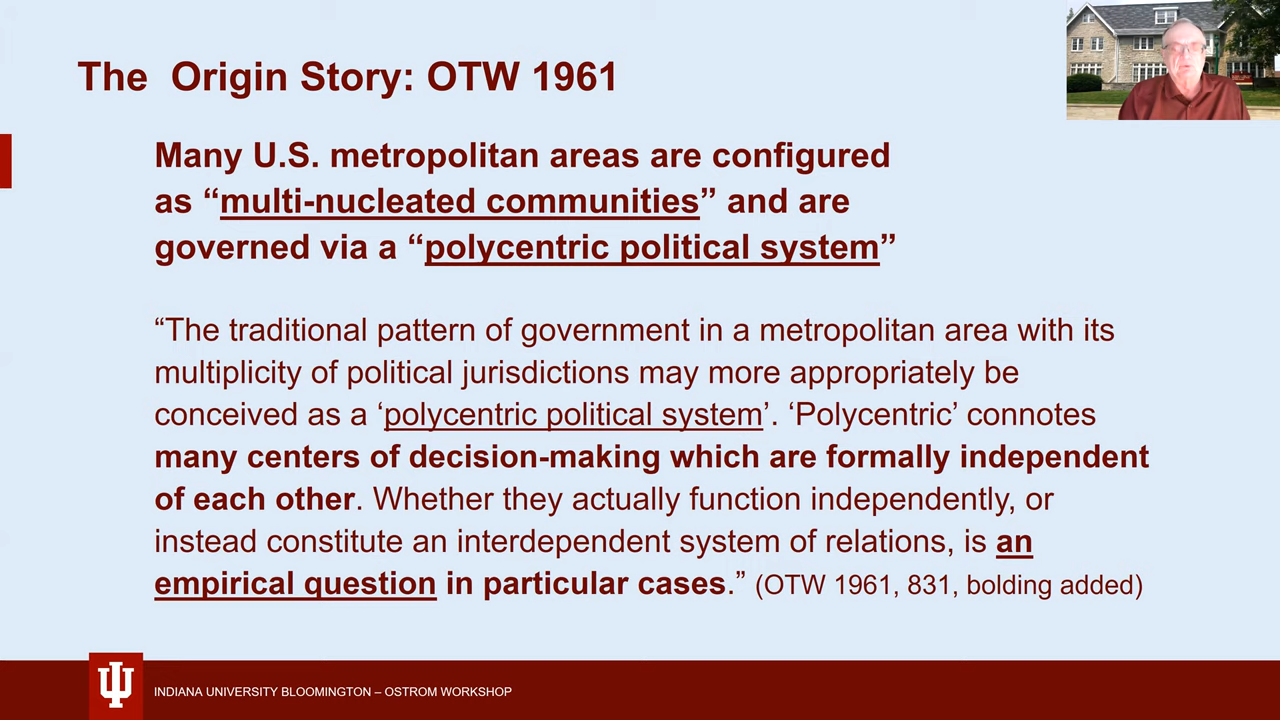 The Origin Story: OTW 1961
Many U.S. metropolitan areas are configured
as “multi-nucleated communities” and are
governed via a “polycentric political system”
“The traditional pattern of government in a metropolitan area with its
multiplicity of political jurisdictions may more appropriately be
conceived as a ‘polycentric political system’. ‘Polycentric’ connotes
many centers of decision-making which are formally independent
of each other. Whether they actually function independently, or
instead constitute an interdependent system of relations, is an
empirical question in particular cases.” (OTW 1961, 831, bolding added)
INDIANA UNIVERSITY BLOOMINGTON – OSTROM WORKSHOP